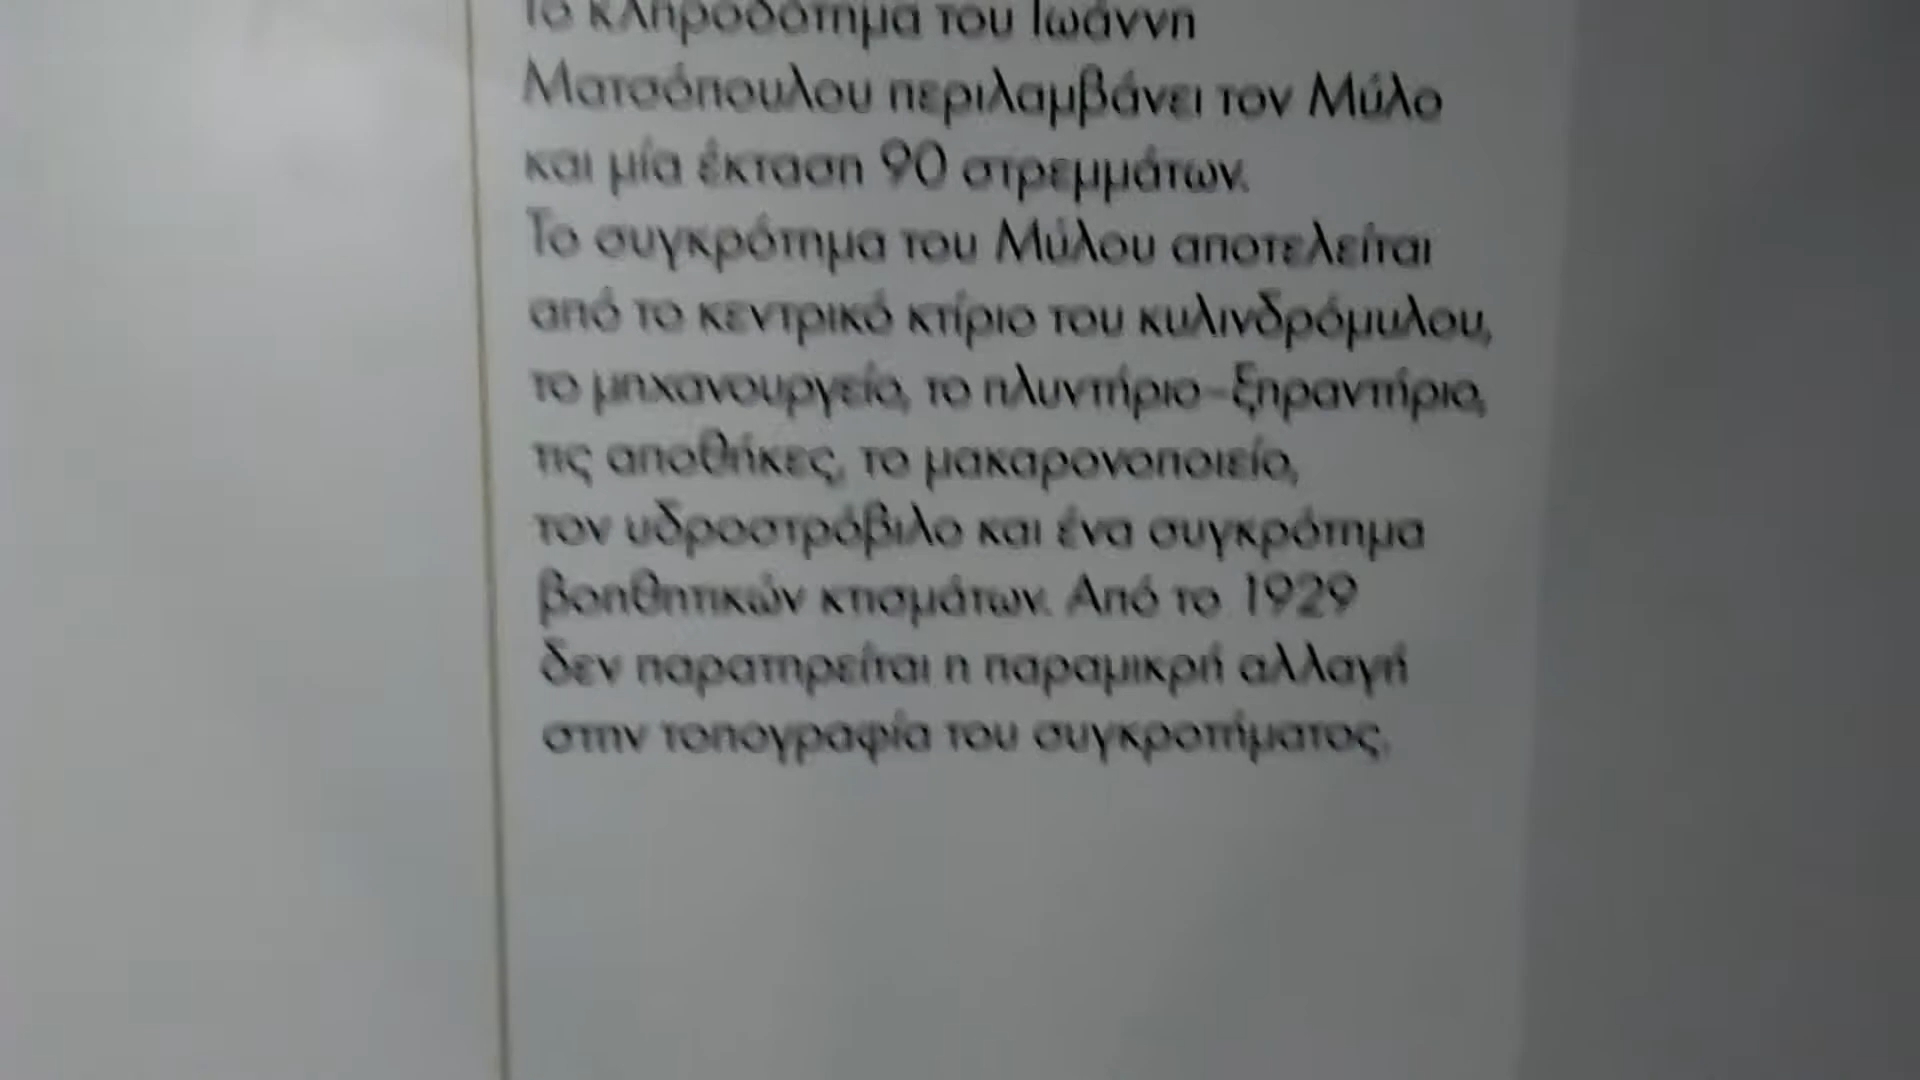 Το κληροδότημα του Ιωάννη
Ματσόπουλου περιλαμβάνει τον Μύλο
και μία έκταση 90 στρεμμάτων.
Το συγκρότημα του Μύλου αποτελείται
από το κεντρικό κτίριο του κυλινδρόμυλου,
το μηχανουργείο, το πλυντήριο-ξηραντήριο,
τις αποθήκες, το μακαρονοποιείο,
τον υδροστρόβιλο και ένα συγκρότημα
βοηθητικών κτισμάτων. Από το 1929
δεν παρατηρείται η παραμικρή αλλαγή
στην τοπογραφία του συγκροτήματος.